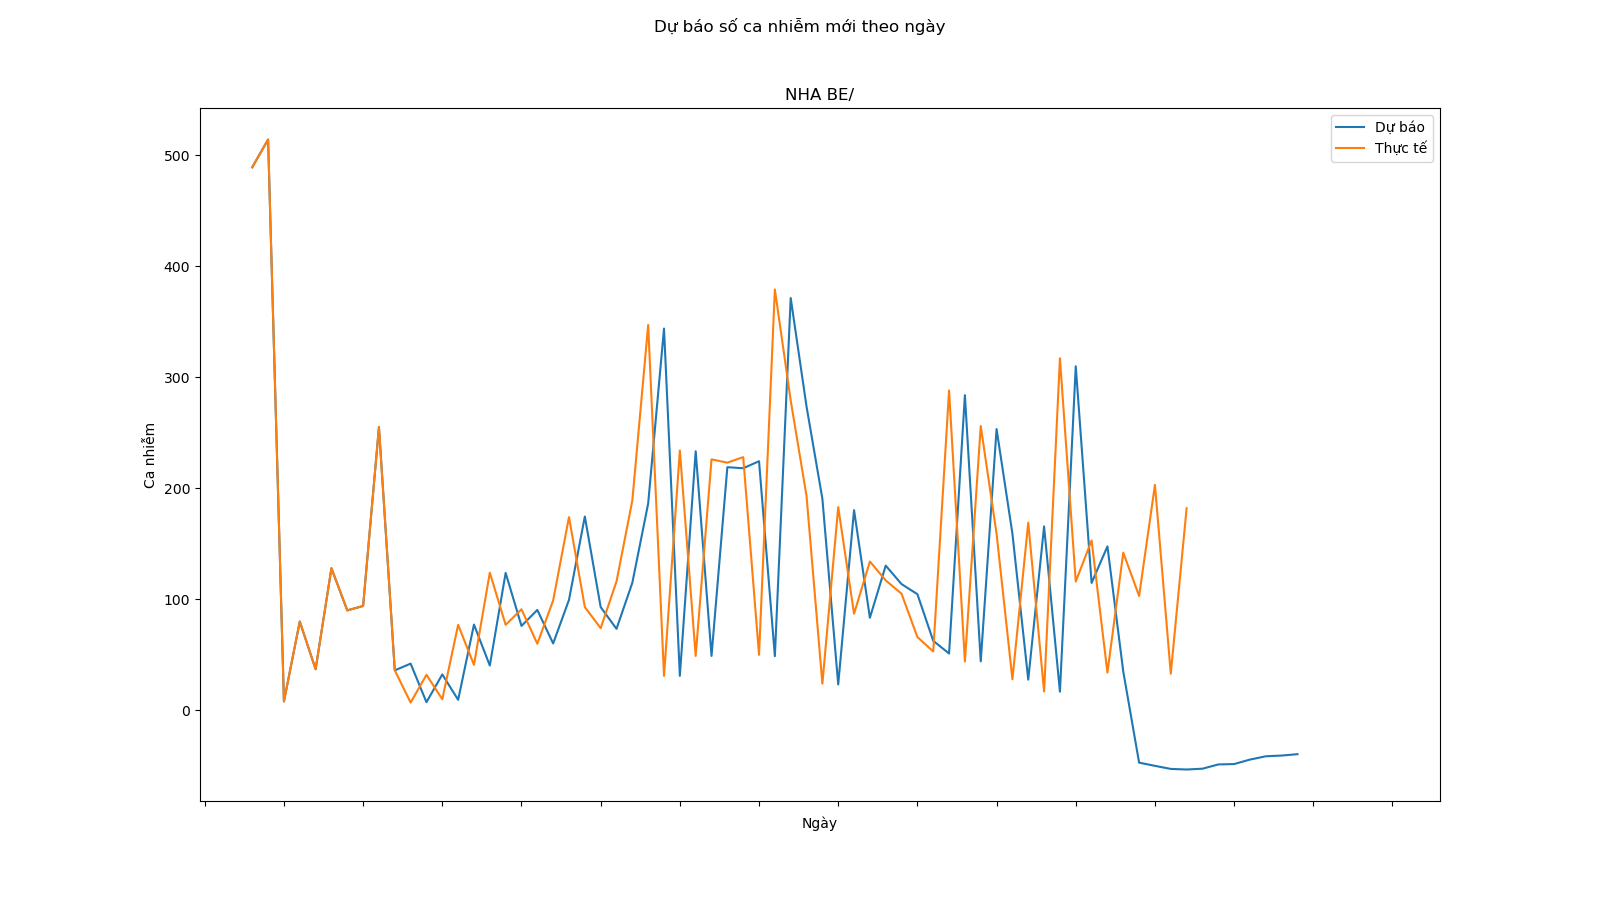 Dự báo số ca nhiễm mới theo ngày
NHA BE/
Dự báo
Thực tế
500
400
300
200
100
0
Ca nhiễm
Ngày